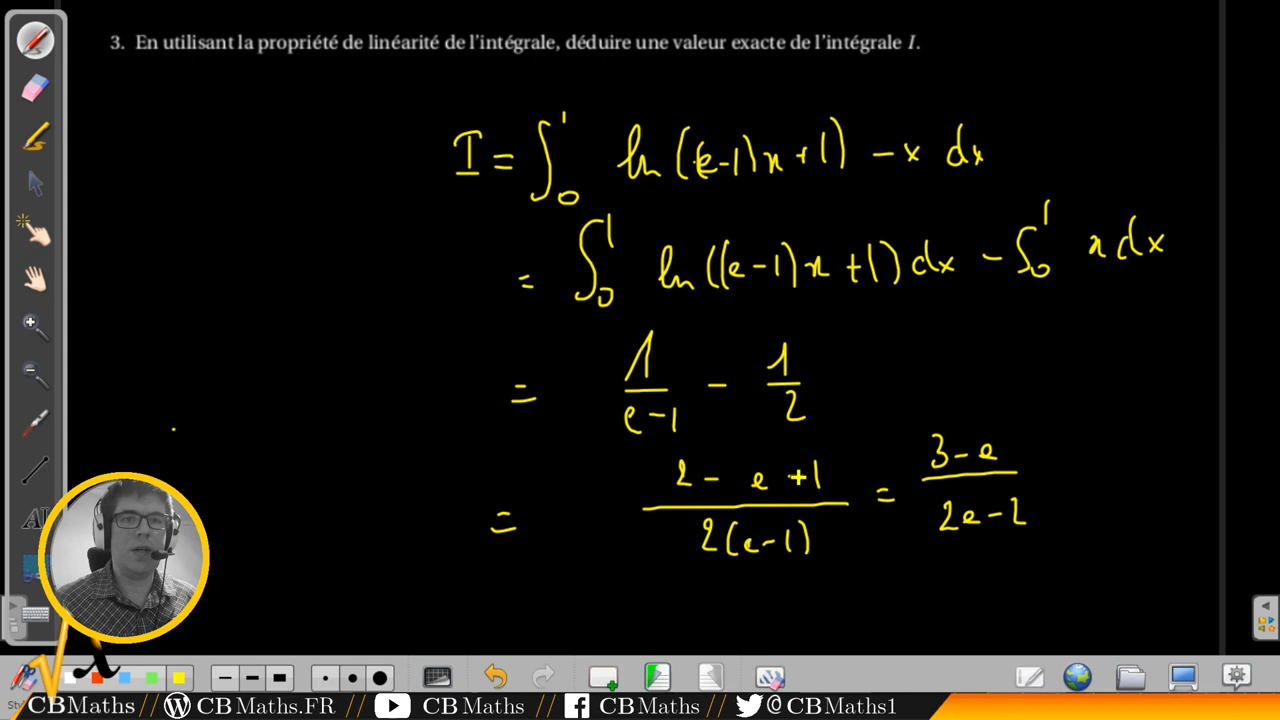 3. En utilisant la propriété de linéarité de l'intégrale, déduire une valeur exacte de l'intégrale I.
I = ∫₀¹ ln((e-1)x+1) - x dx
= ∫₀¹ ln((e-1)x+1) dx - ∫₀¹ x dx
= 1/(e-1) - 1/2
= (2-e+1)/(2(e-1)) = (3-e)/(2e-2)
√x
CBMaths // CBMaths.FR // CBMaths // CBMaths // @CBMaths1